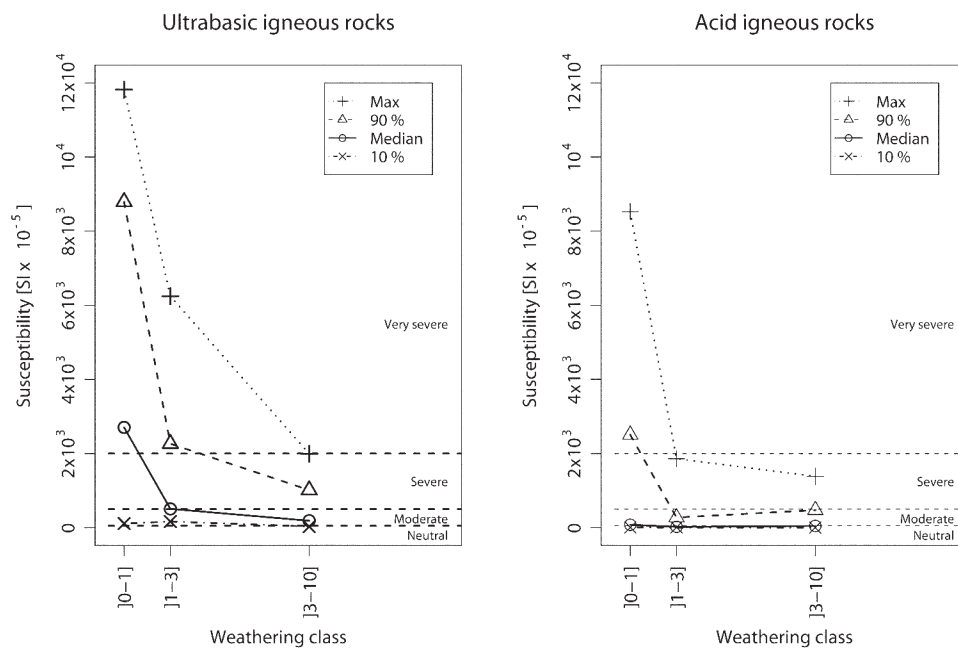 Ultrabasic igneous rocks
Susceptibility [SI x 10⁻⁵ ]
12x10⁴
10⁴
8x10³
6x10³
4x10³
2x10³
0
Max
90 %
Median
10 %
Very severe
Severe
Moderate
Neutral
]0−1]
]1−3]
]3−10]
Weathering class
Acid igneous rocks
Susceptibility [SI x 10⁻⁵ ]
12x10⁴
10⁴
8x10³
6x10³
4x10³
2x10³
0
Max
90 %
Median
10 %
Very severe
Severe
Moderate
Neutral
]0−1]
]1−3]
]3−10]
Weathering class